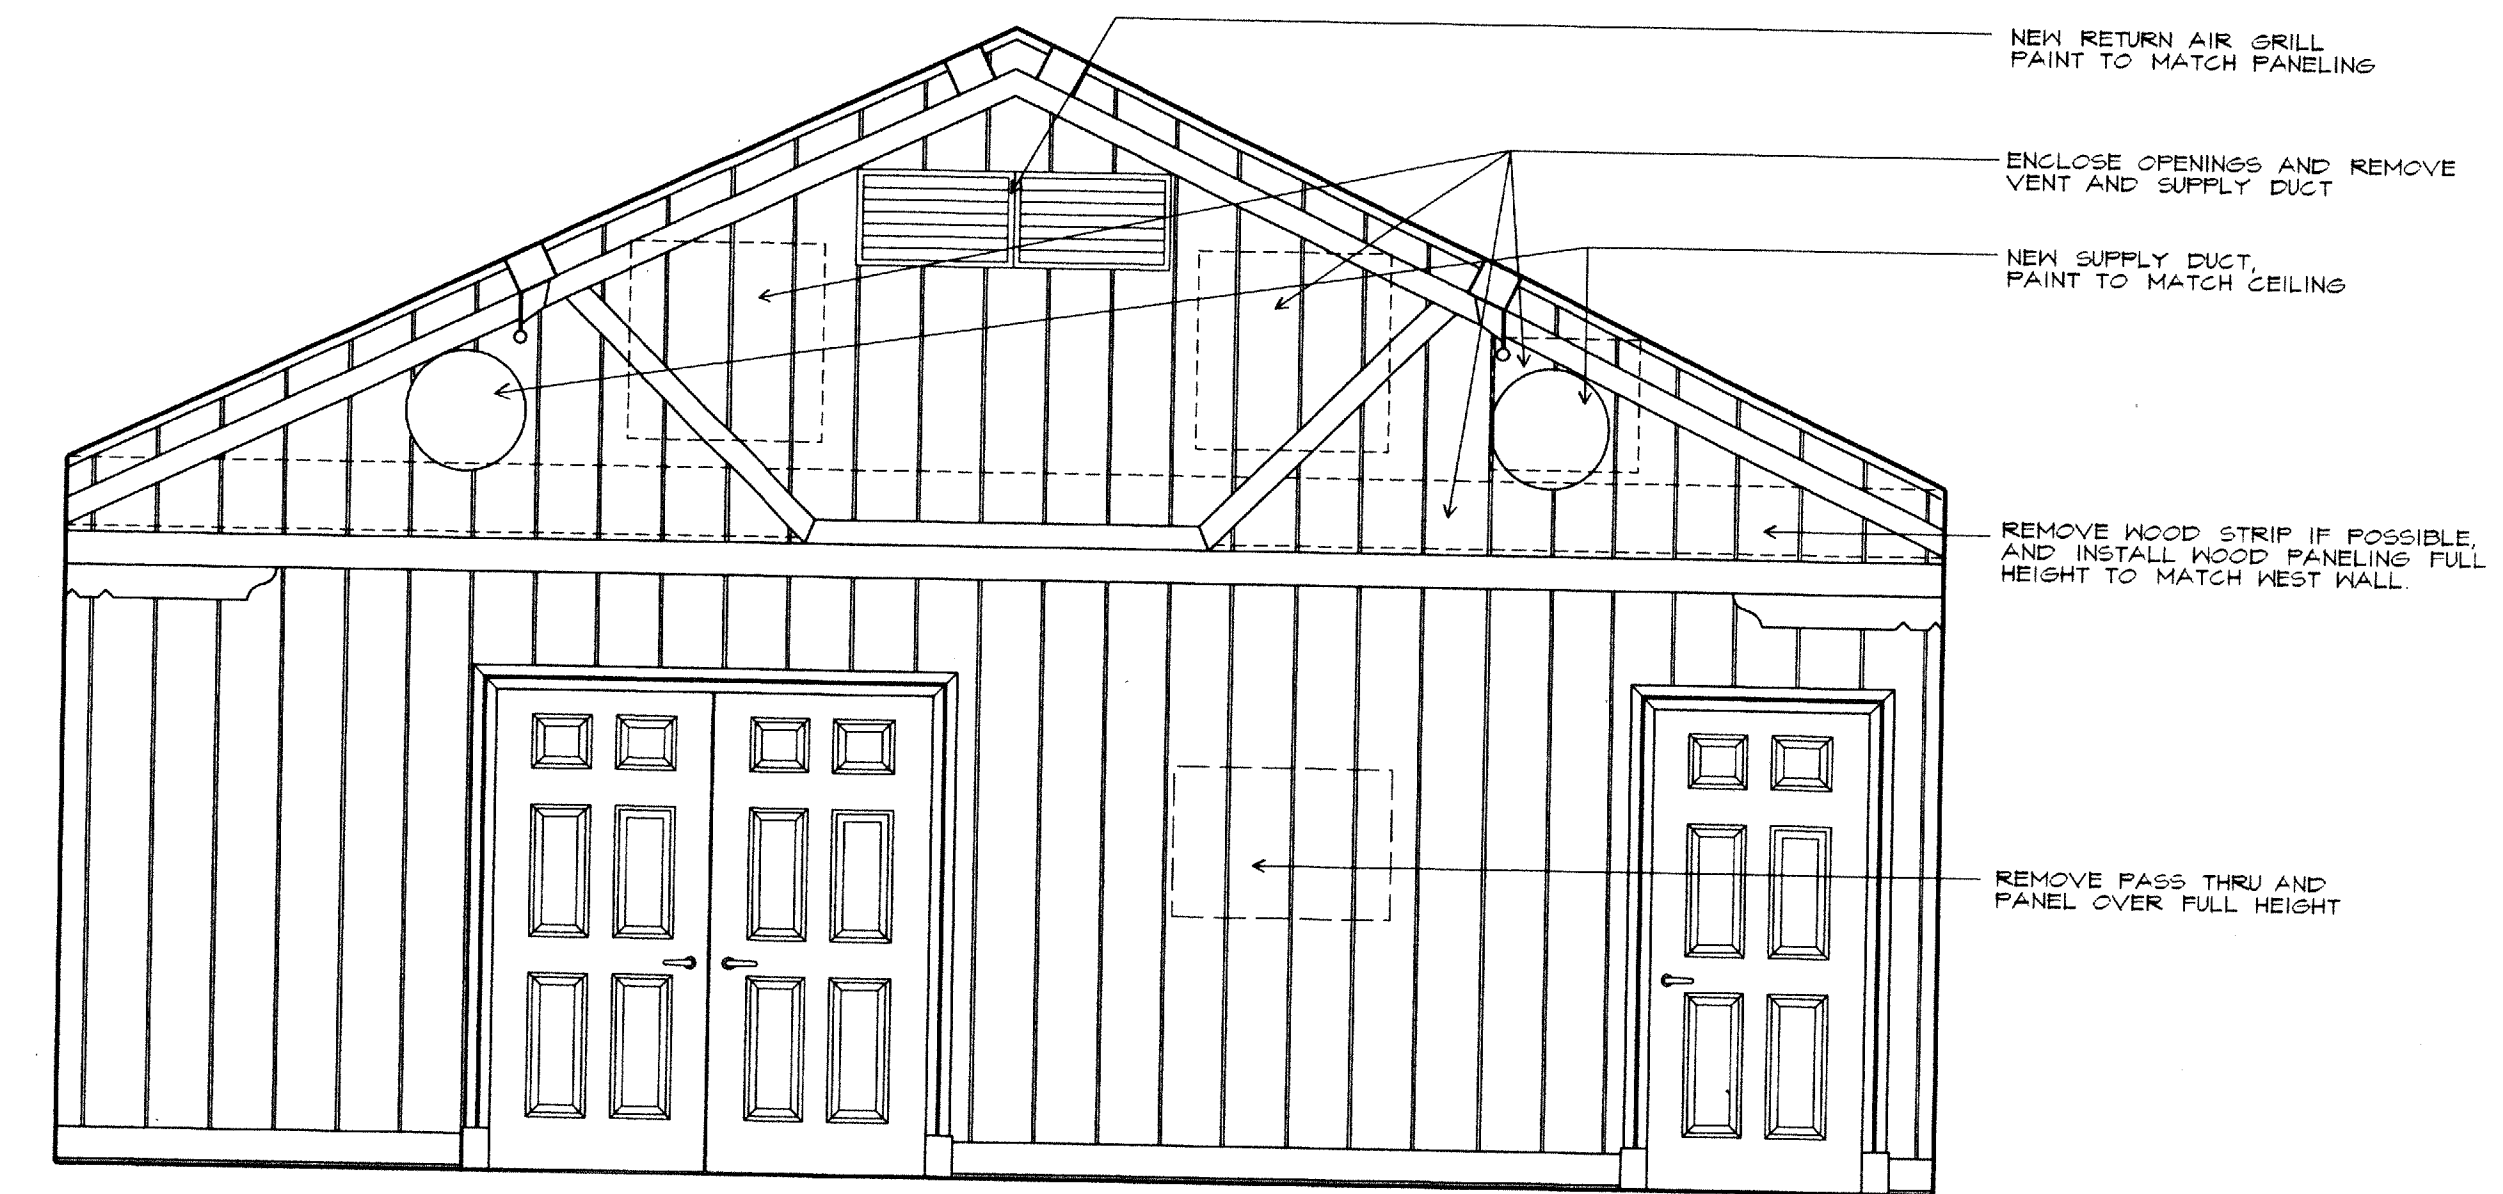 NEW RETURN AIR GRILL
PAINT TO MATCH PANELING
ENCLOSE OPENINGS AND REMOVE
VENT AND SUPPLY DUCT
NEW SUPPLY DUCT,
PAINT TO MATCH CEILING
REMOVE WOOD STRIP IF POSSIBLE,
AND INSTALL WOOD PANELING FULL
HEIGHT TO MATCH WEST WALL.
REMOVE PASS THRU AND
PANEL OVER FULL HEIGHT